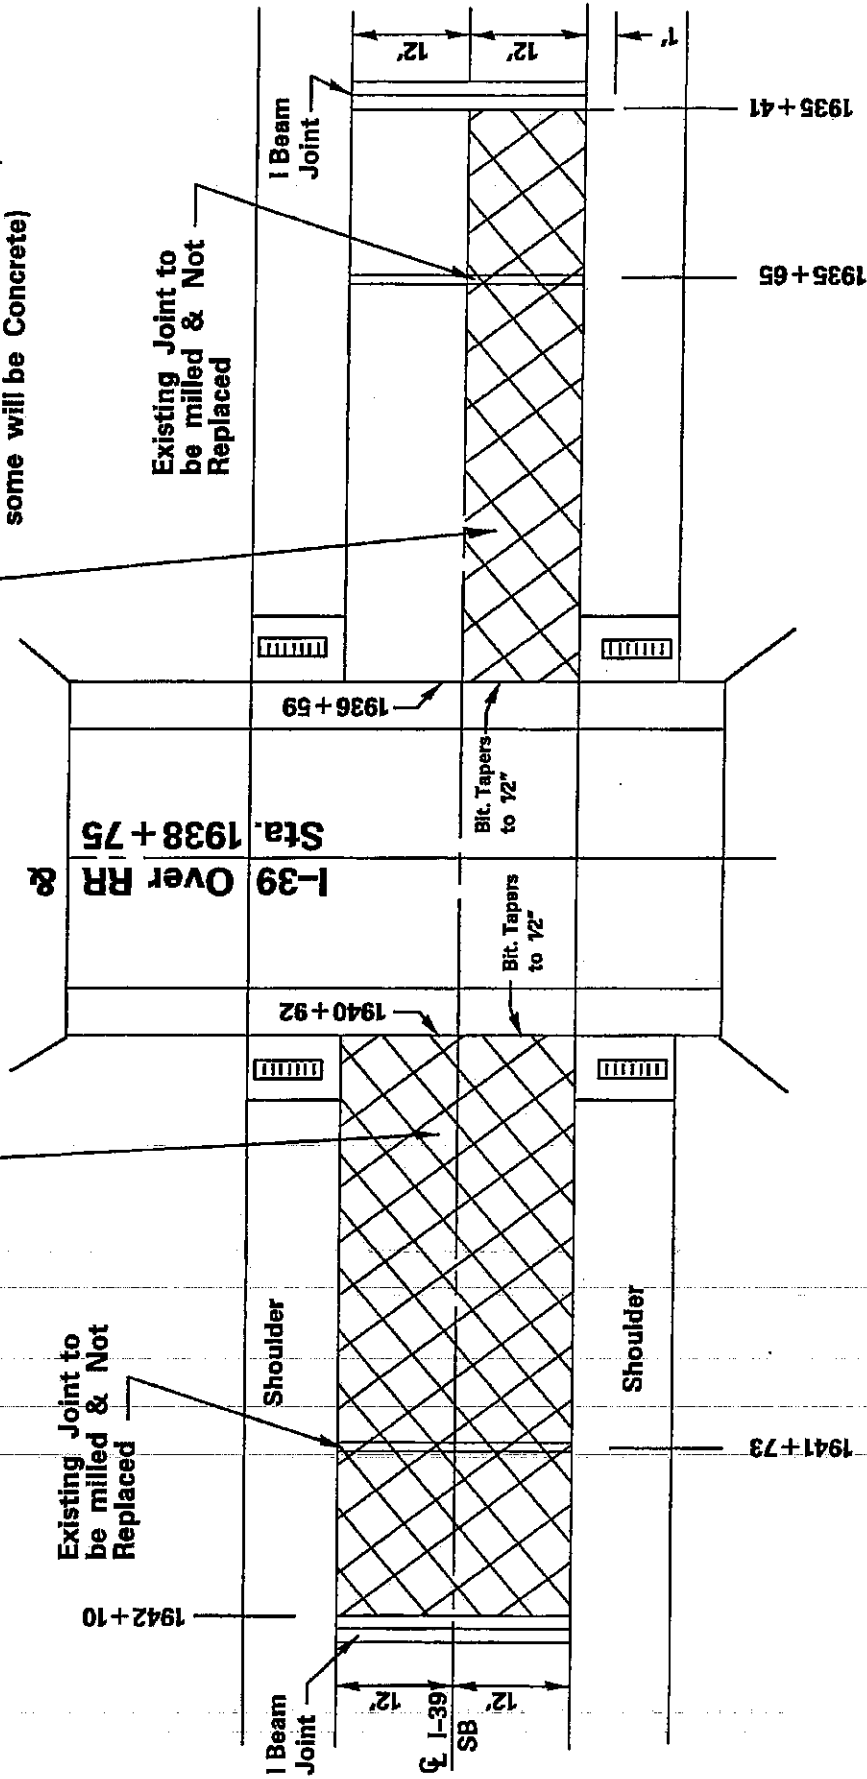 some will be Concrete)
Existing Joint to
be milled & Not
Replaced
I Beam
Joint
12'
12'
1'
1935+41
1935+65
1936+59
Bit. Tapers
to 1/2"
I-39 Over RR &
Sta. 1938+75
1940+92
Bit. Tapers
to 1/2"
Existing Joint to
be milled & Not
Replaced
Shoulder
Shoulder
1941+73
1942+10
I Beam
Joint
12'
12'
℄ I-39
SB